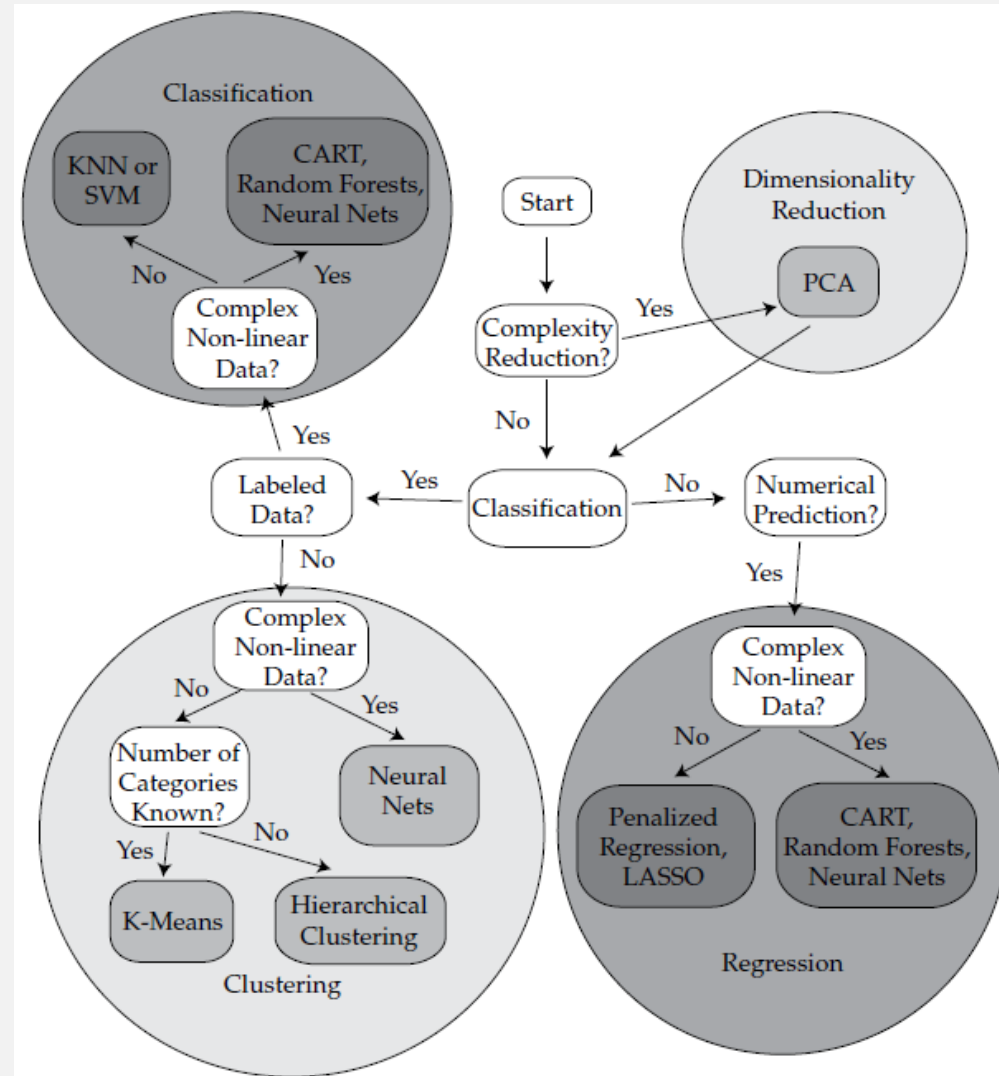 Classification
KNN or
SVM
CART,
Random Forests,
Neural Nets
No
Yes
Complex
Non-linear
Data?
Start
Dimensionality
Reduction
PCA
Complexity
Reduction?
Yes
No
Yes
Labeled
Data?
Yes
Classification
No
Numerical
Prediction?
No
Yes
Complex
Non-linear
Data?
No
Yes
Number of
Categories
Known?
Neural
Nets
Yes
No
K-Means
Hierarchical
Clustering
Clustering
Complex
Non-linear
Data?
No
Yes
Penalized
Regression,
LASSO
CART,
Random Forests,
Neural Nets
Regression